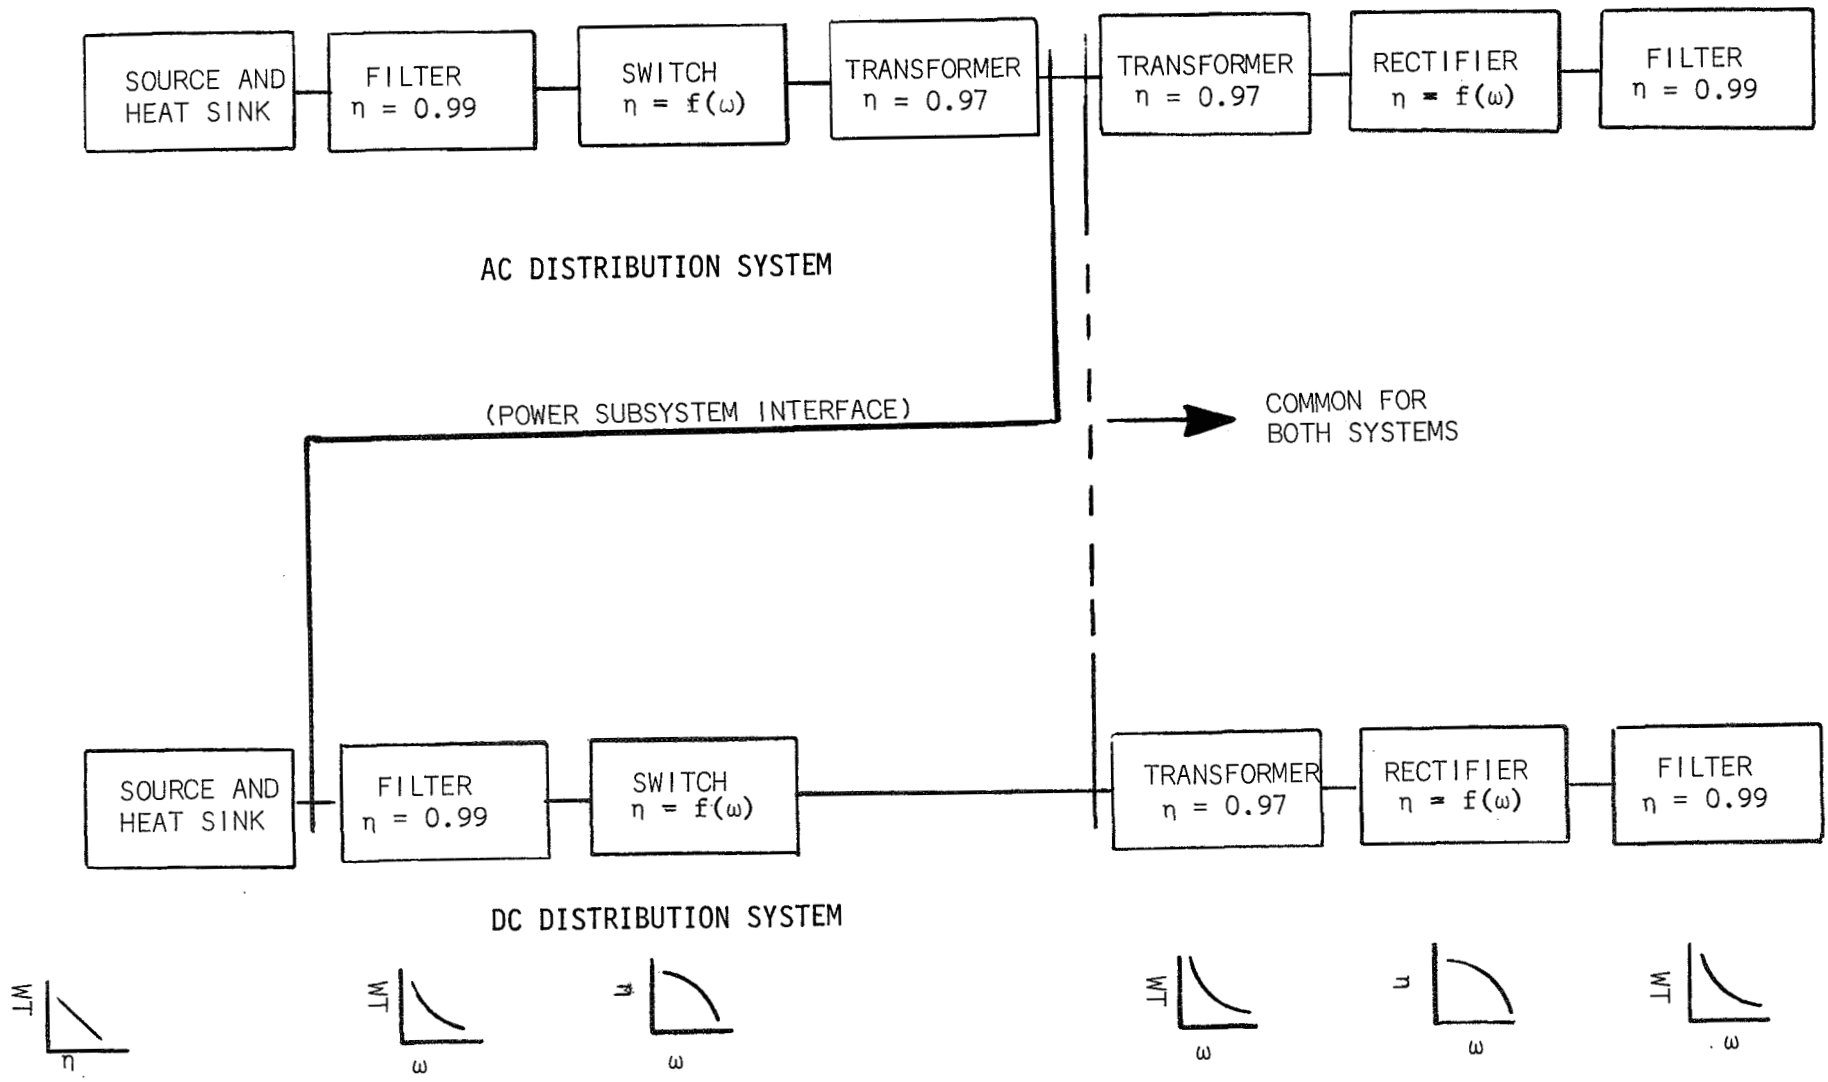 SOURCE AND
HEAT SINK
FILTER
η = 0.99
SWITCH
η = f(ω)
TRANSFORMER
η = 0.97
TRANSFORMER
η = 0.97
RECTIFIER
η = f(ω)
FILTER
η = 0.99
AC DISTRIBUTION SYSTEM
(POWER SUBSYSTEM INTERFACE)
COMMON FOR
BOTH SYSTEMS
SOURCE AND
HEAT SINK
FILTER
η = 0.99
SWITCH
η = f(ω)
TRANSFORMER
η = 0.97
RECTIFIER
η = f(ω)
FILTER
η = 0.99
DC DISTRIBUTION SYSTEM
WT
η
WT
ω
η
ω
WT
ω
η
ω
WT
ω